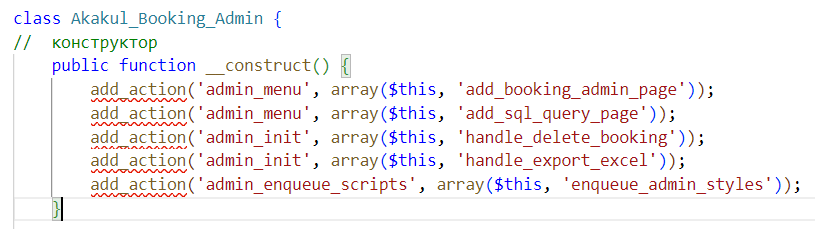 class Akakul_Booking_Admin {
//  конструктор
    public function __construct() {
        add_action('admin_menu', array($this, 'add_booking_admin_page'));
        add_action('admin_menu', array($this, 'add_sql_query_page'));
        add_action('admin_init', array($this, 'handle_delete_booking'));
        add_action('admin_init', array($this, 'handle_export_excel'));
        add_action('admin_enqueue_scripts', array($this, 'enqueue_admin_styles'));
    }